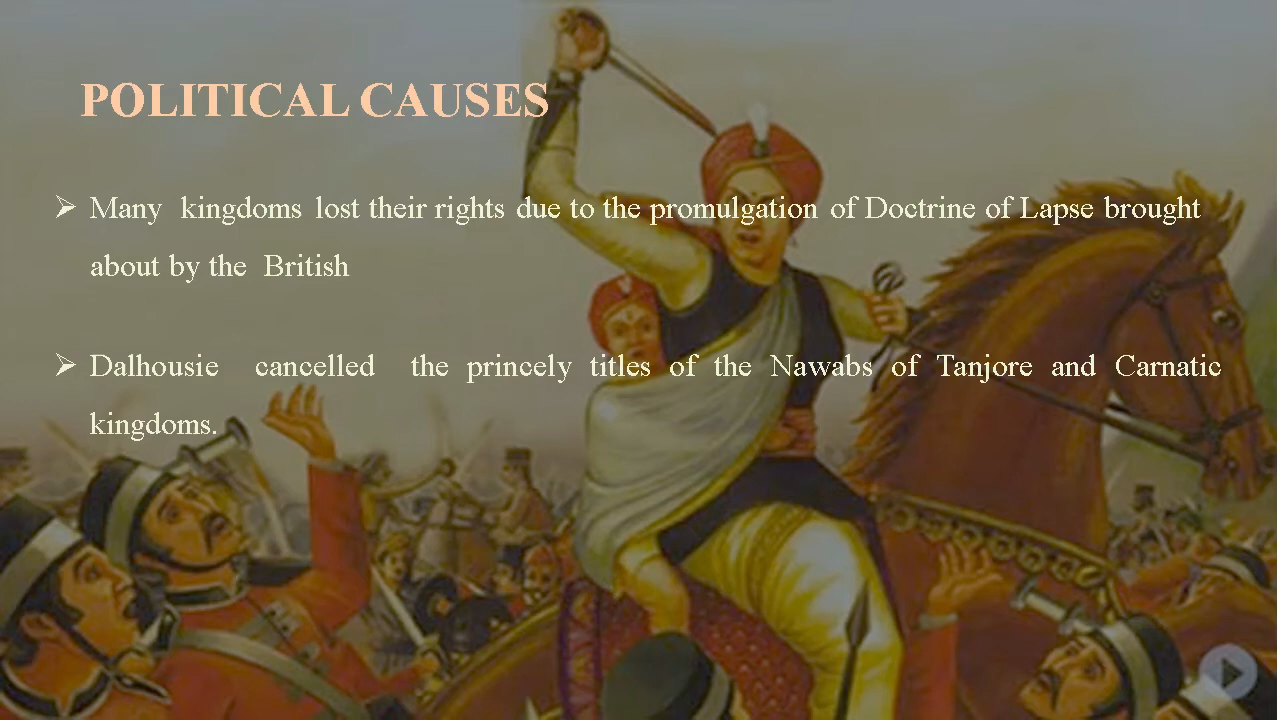 POLITICAL CAUSES
➢ Many kingdoms lost their rights due to the promulgation of Doctrine of Lapse brought
about by the British
➢ Dalhousie cancelled the princely titles of the Nawabs of Tanjore and Carnatic
kingdoms.